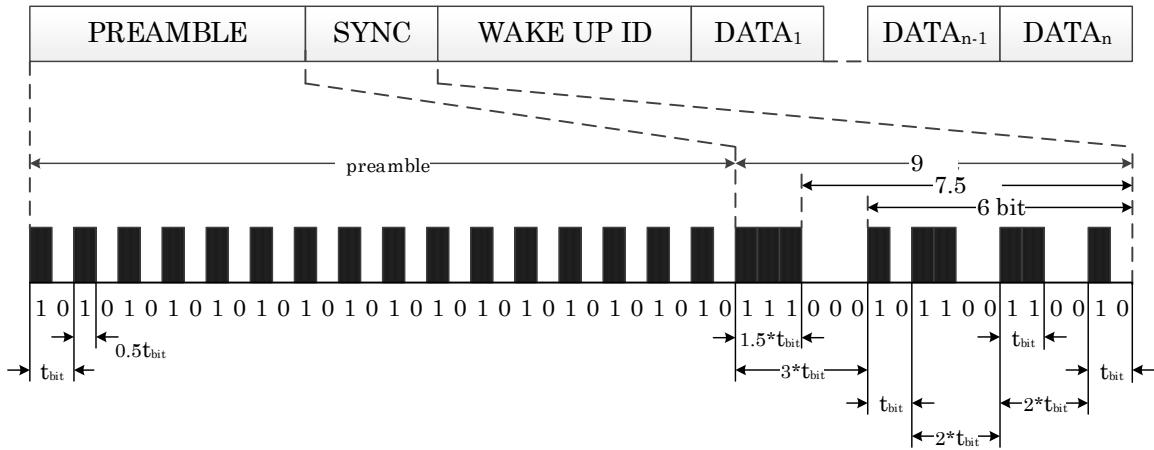 PREAMBLE SYNC WAKE UP ID DATA1 DATAn-1 DATAn
preamble 9
7.5
6 bit
1 0 1 0 1 0 1 0 1 0 1 0 1 0 1 0 1 0 1 0 1 0 1 0 1 0 1 0 1 0 1 0 1 1 1 0 0 0 1 0 1 1 0 0 1 1 0 0 1 0
0.5tbit 1.5*tbit tbit
tbit 3*tbit tbit
tbit 2*tbit
2*tbit